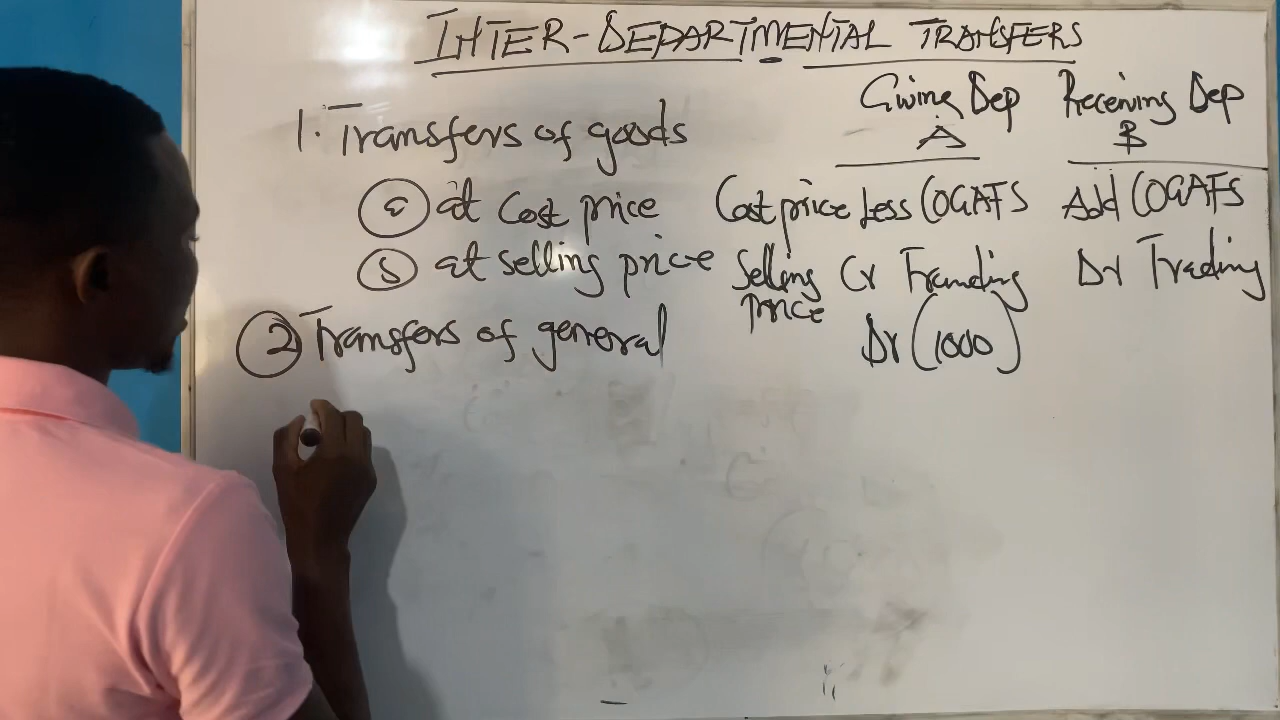 INTER-DEPARTMENTAL TRANSFERS
Giving Dep Receiving Dep
A B
1. Transfers of goods
a at Cost price Cost price Less COGAFS Add COGAFS
b at selling price Selling price Cr Tranding Dr Trading
2 Transfers of general Dr (1000)